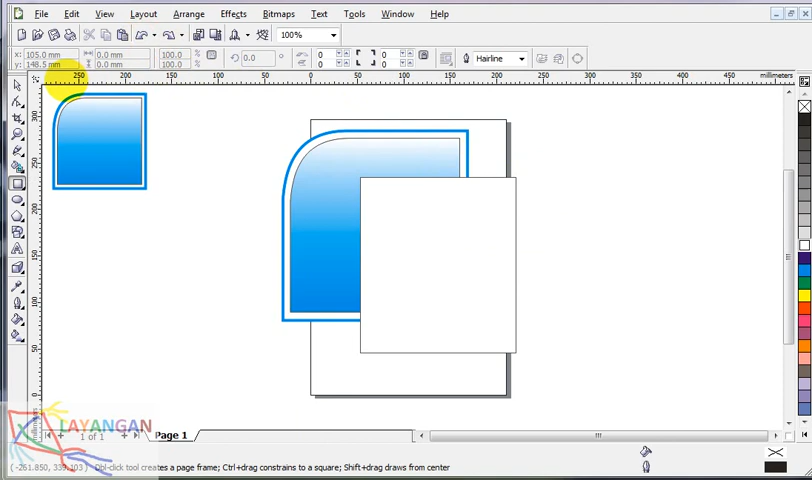 File Edit View Layout Arrange Effects Bitmaps Text Tools Window Help
100%
x: 105.0 mm 0.0 mm 100.0 % 0.0 ° 0 0 Hairline
y: 148.5 mm 0.0 mm 100.0 % 0 0
250 200 150 100 50 0 50 100 150 200 250 300 350 400 450 millimeters
300
250
200
150
100
50
0
LAYANGAN
1 of 1 Page 1
(-261.850, 339.103) Dbl-click tool creates a page frame; Ctrl+drag constrains to a square; Shift+drag draws from center